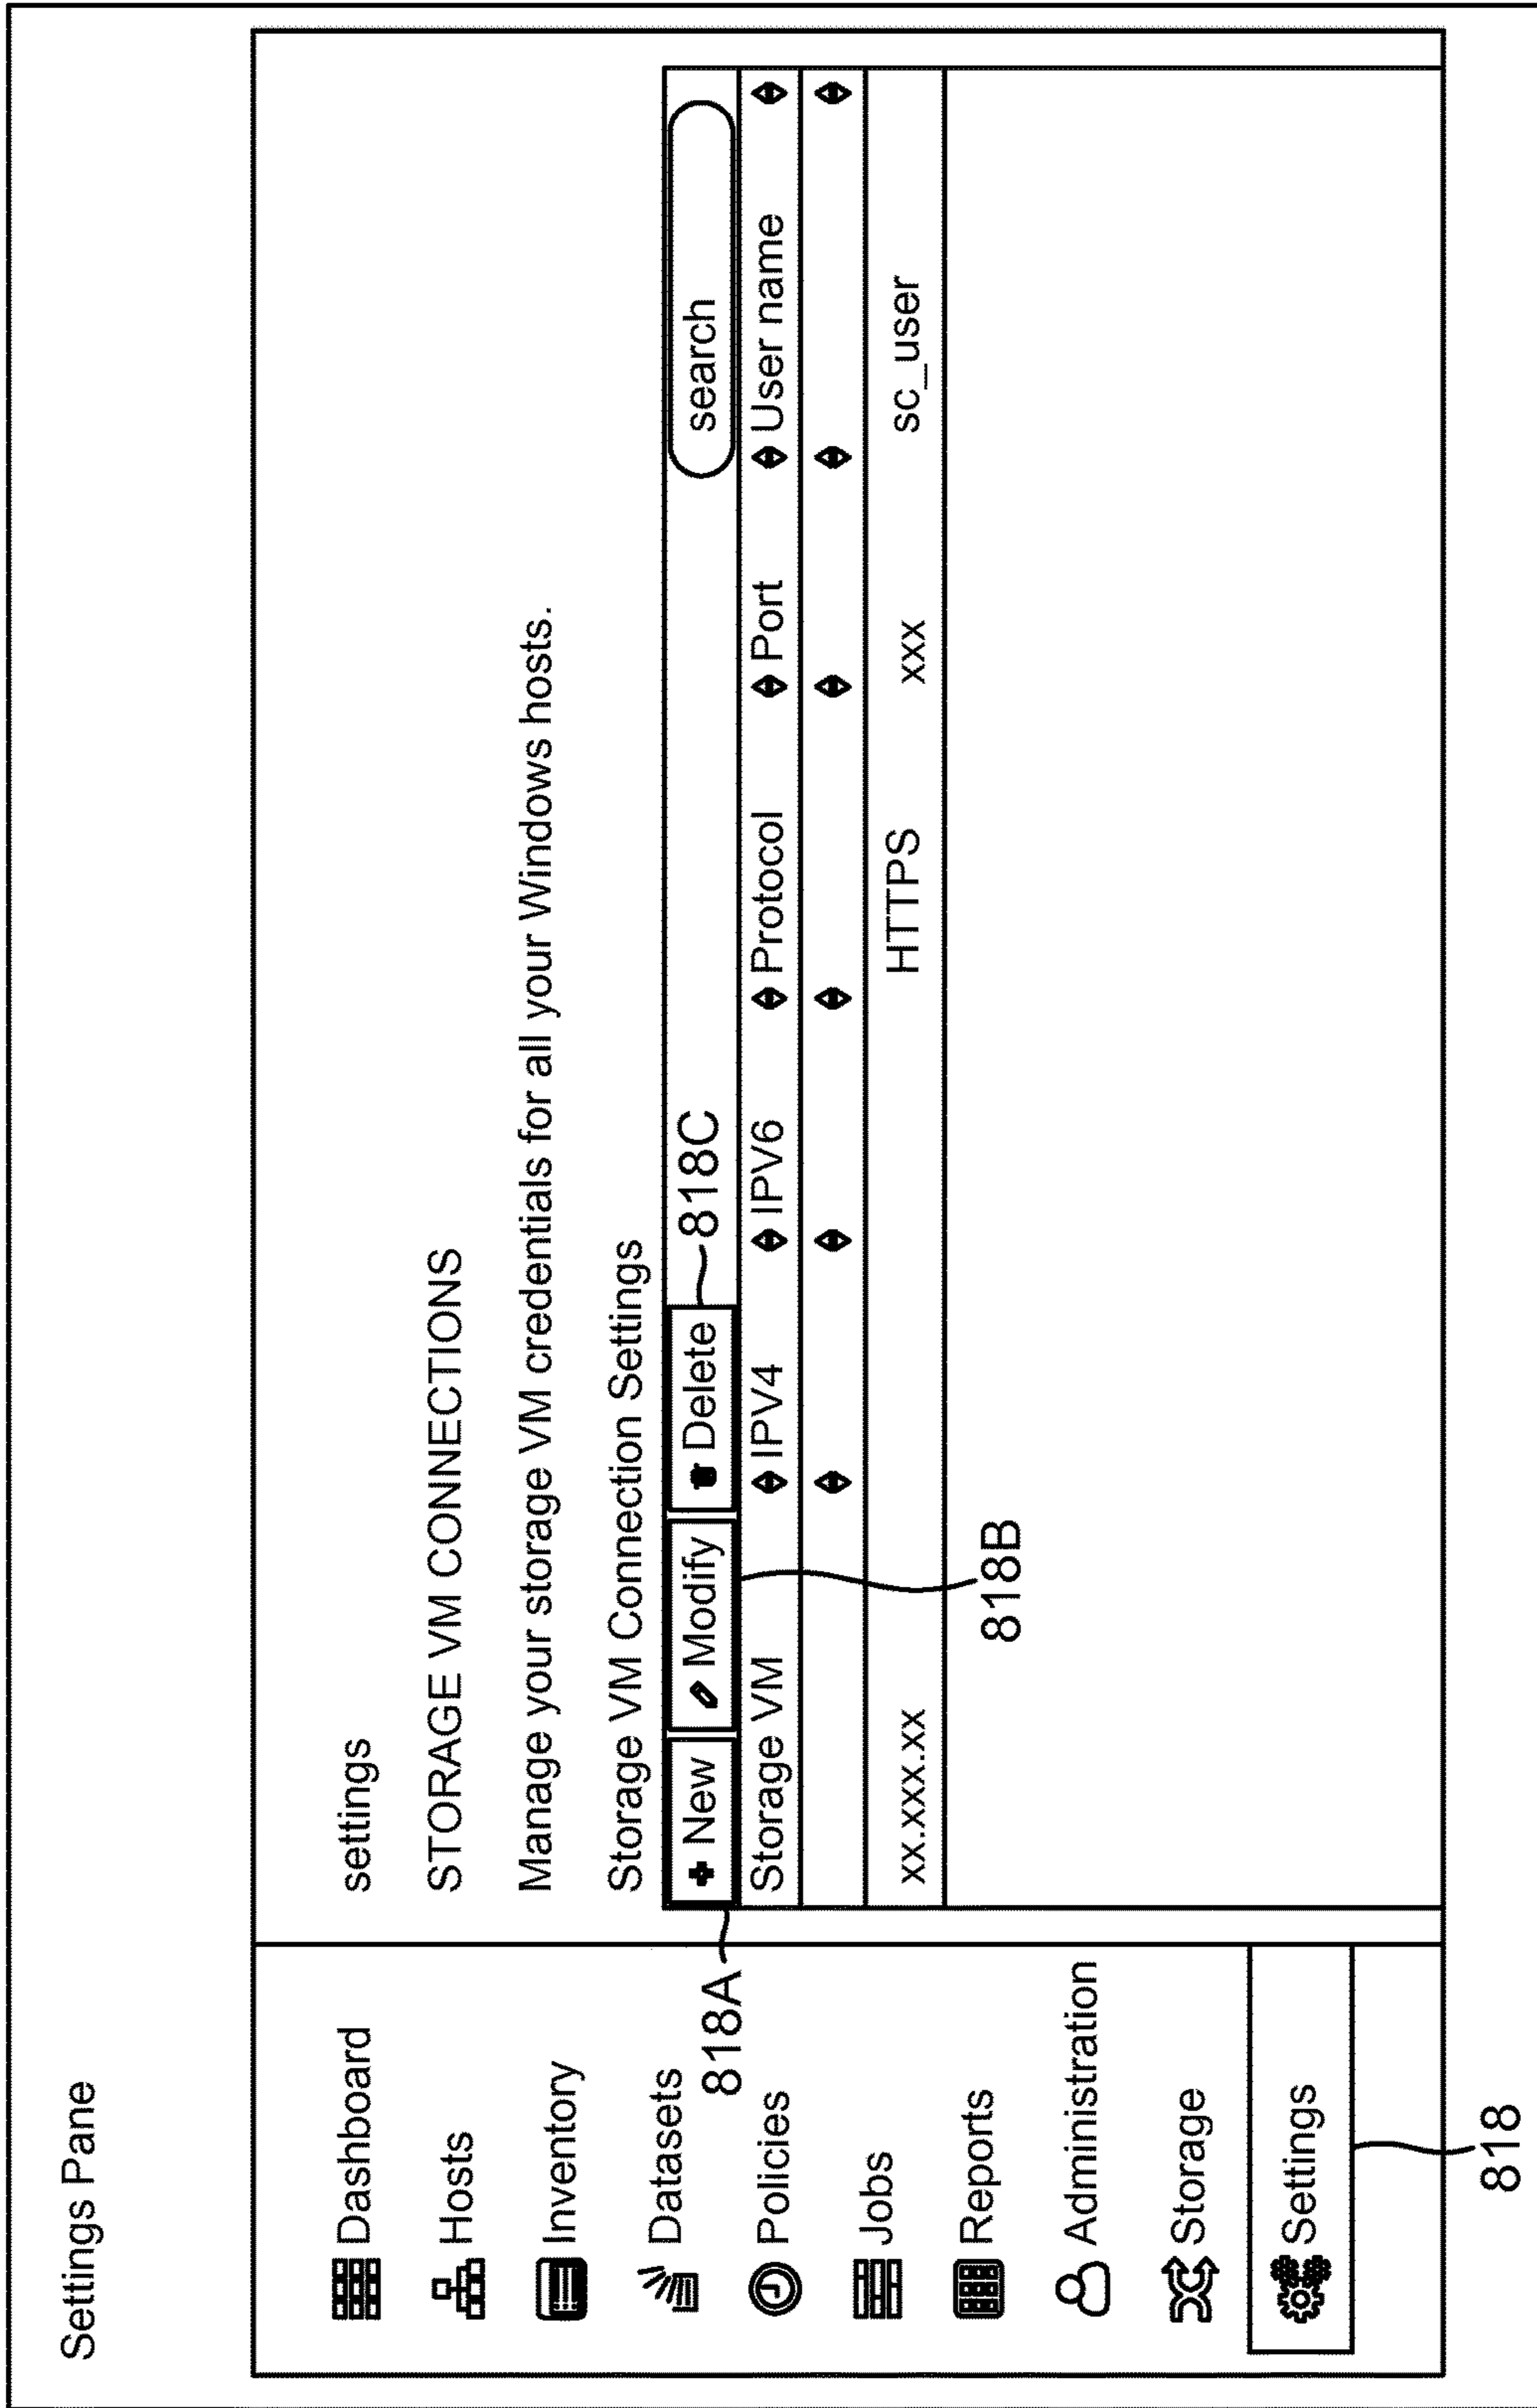 Settings Pane
Dashboard
Hosts
Inventory
Datasets
Policies
Jobs
Reports
Administration
Storage
Settings
818
settings
STORAGE VM CONNECTIONS
Manage your storage VM credentials for all your Windows hosts.
Storage VM Connection Settings
818A
New Modify Delete 818C search
Storage VM IPV4 IPV6 Protocol Port User name
xx.xxx.xx HTTPS xxx sc_user
818B